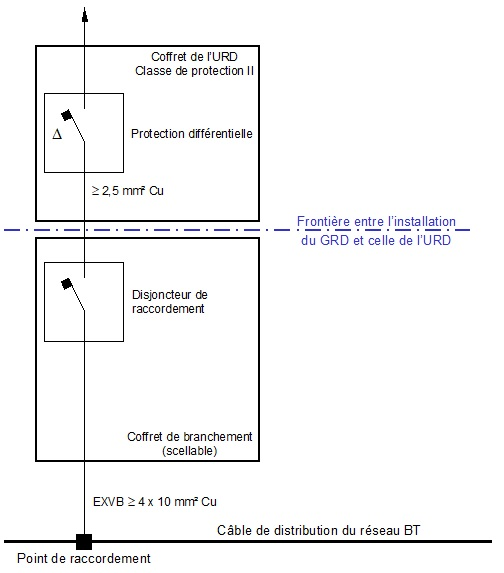 Coffret de l'URD
Classe de protection II
Δ
Protection différentielle
≥ 2,5 mm² Cu
Frontière entre l'installation
du GRD et celle de l'URD
Disjoncteur de
raccordement
Coffret de branchement
(scellable)
EXVB ≥ 4 x 10 mm² Cu
Câble de distribution du réseau BT
Point de raccordement